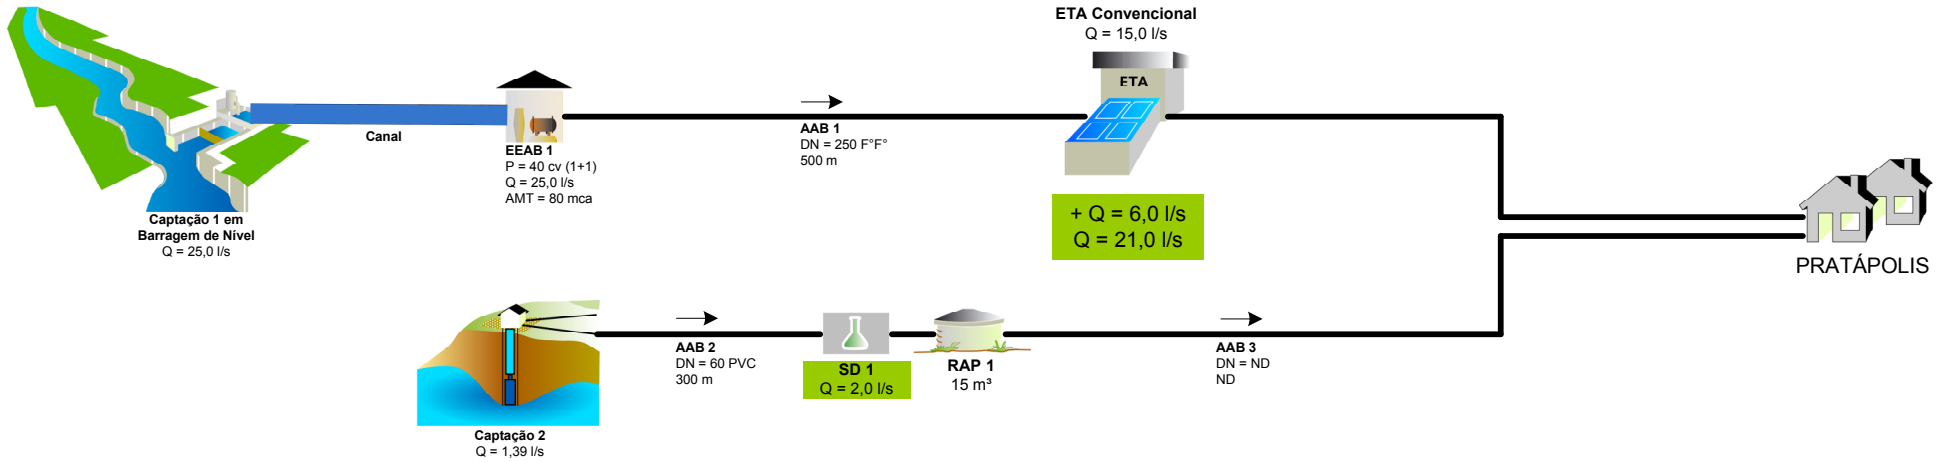 ETA Convencional
Q = 15,0 l/s
ETA
Canal
EEAB 1
P = 40 cv (1+1)
Q = 25,0 l/s
AMT = 80 mca
AAB 1
DN = 250 F°F°
500 m
Captação 1 em
Barragem de Nível
Q = 25,0 l/s
+ Q = 6,0 l/s
Q = 21,0 l/s
PRATÁPOLIS
AAB 2
DN = 60 PVC
300 m
SD 1
Q = 2,0 l/s
RAP 1
15 m³
AAB 3
DN = ND
ND
Captação 2
Q = 1,39 l/s